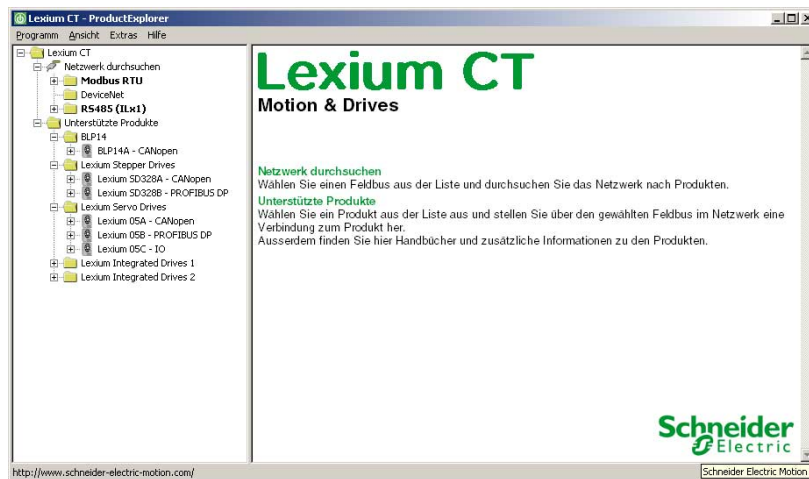 Lexium CT - ProductExplorer
Programm Ansicht Extras Hilfe
Lexium CT
Netzwerk durchsuchen
Modbus RTU
DeviceNet
RS485 (ILx1)
Unterstützte Produkte
BLP14
BLP14A - CANopen
Lexium Stepper Drives
Lexium SD328A - CANopen
Lexium SD328B - PROFIBUS DP
Lexium Servo Drives
Lexium 05A - CANopen
Lexium 05B - PROFIBUS DP
Lexium 05C - IO
Lexium Integrated Drives 1
Lexium Integrated Drives 2
Lexium CT
Motion & Drives
Netzwerk durchsuchen
Wählen Sie einen Feldbus aus der Liste und durchsuchen Sie das Netzwerk nach Produkten.
Unterstützte Produkte
Wählen Sie ein Produkt aus der Liste aus und stellen Sie über den gewählten Feldbus im Netzwerk eine
Verbindung zum Produkt her.
Ausserdem finden Sie hier Handbücher und zusätzliche Informationen zu den Produkten.
Schneider
Electric
http://www.schneider-electric-motion.com/
Schneider Electric Motion